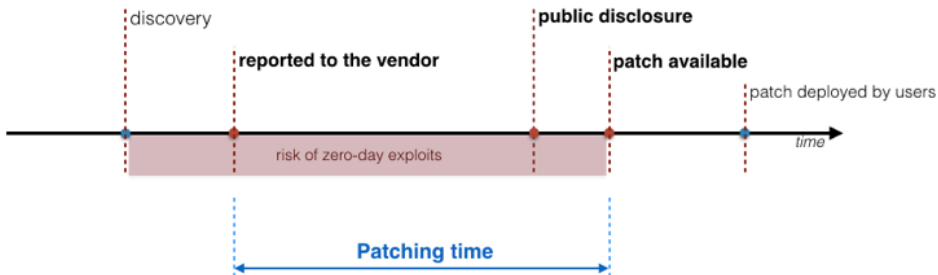 discovery
public disclosure
reported to the vendor
patch available
patch deployed by users
time
risk of zero-day exploits
Patching time